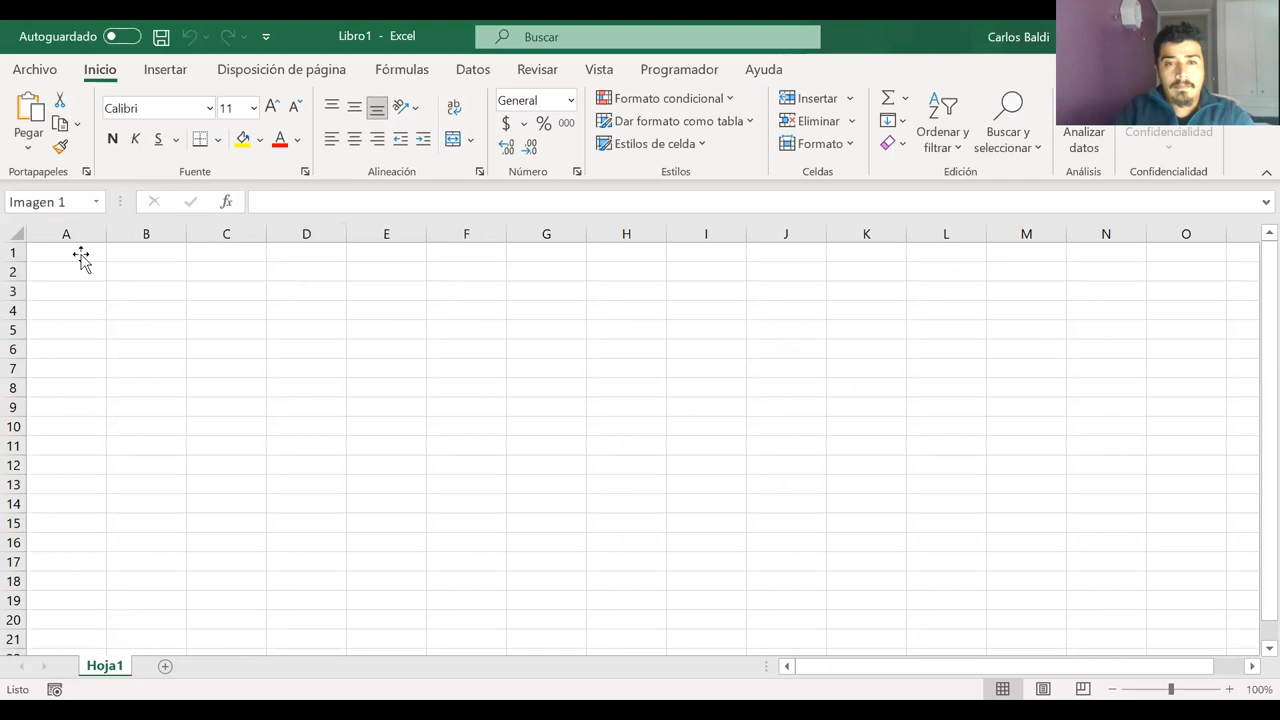 Autoguardado Libro1 - Excel Buscar Carlos Baldi
Archivo Inicio Insertar Disposición de página Fórmulas Datos Revisar Vista Programador Ayuda
Pegar
Portapapeles
Calibri 11
N K S A
Fuente
Alineación
General
$ % 000
Número
Formato condicional
Dar formato como tabla
Estilos de celda
Estilos
Insertar
Eliminar
Formato
Celdas
Ordenar y filtrar
Buscar y seleccionar
Edición
Analizar datos
Análisis
Confidencialidad
Confidencialidad
Imagen 1 fx
A B C D E F G H I J K L M N O
1
2
3
4
5
6
7
8
9
10
11
12
13
14
15
16
17
18
19
20
21
Hoja1
Listo 100%